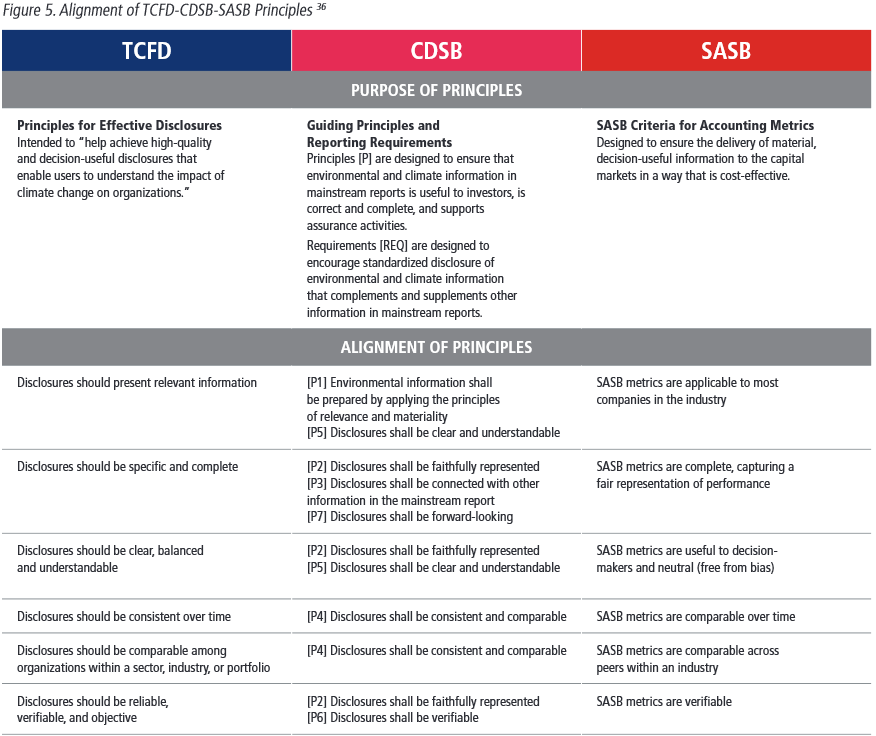 Figure 5. Alignment of TCFD-CDSB-SASB Principles 36
TCFD
CDSB
SASB
PURPOSE OF PRINCIPLES
Principles for Effective Disclosures
Intended to “help achieve high-quality
and decision-useful disclosures that
enable users to understand the impact of
climate change on organizations.”
Guiding Principles and
Reporting Requirements
Principles [P] are designed to ensure that
environmental and climate information in
mainstream reports is useful to investors, is
correct and complete, and supports
assurance activities.
Requirements [REQ] are designed to
encourage standardized disclosure of
environmental and climate information
that complements and supplements other
information in mainstream reports.
SASB Criteria for Accounting Metrics
Designed to ensure the delivery of material,
decision-useful information to the capital
markets in a way that is cost-effective.
ALIGNMENT OF PRINCIPLES
Disclosures should present relevant information
[P1] Environmental information shall
be prepared by applying the principles
of relevance and materiality
[P5] Disclosures shall be clear and understandable
SASB metrics are applicable to most
companies in the industry
Disclosures should be specific and complete
[P2] Disclosures shall be faithfully represented
[P3] Disclosures shall be connected with other
information in the mainstream report
[P7] Disclosures shall be forward-looking
SASB metrics are complete, capturing a
fair representation of performance
Disclosures should be clear, balanced
and understandable
[P2] Disclosures shall be faithfully represented
[P5] Disclosures shall be clear and understandable
SASB metrics are useful to decision-
makers and neutral (free from bias)
Disclosures should be consistent over time
[P4] Disclosures shall be consistent and comparable
SASB metrics are comparable over time
Disclosures should be comparable among
organizations within a sector, industry, or portfolio
[P4] Disclosures shall be consistent and comparable
SASB metrics are comparable across
peers within an industry
Disclosures should be reliable,
verifiable, and objective
[P2] Disclosures shall be faithfully represented
[P6] Disclosures shall be verifiable
SASB metrics are verifiable